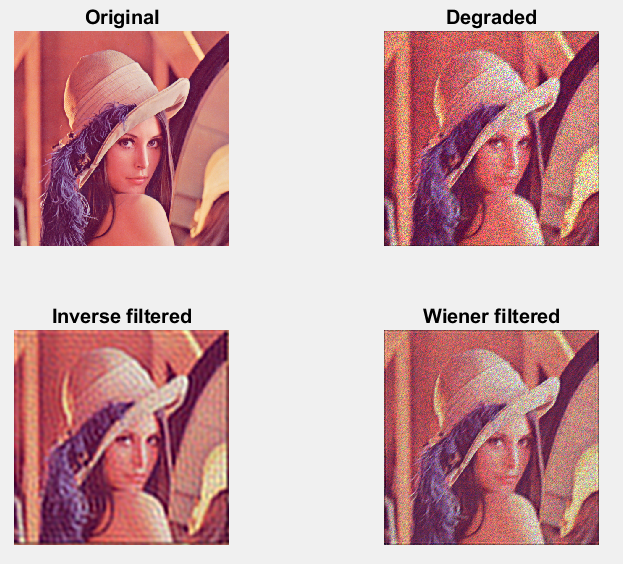 Original
Degraded
Inverse filtered
Wiener filtered